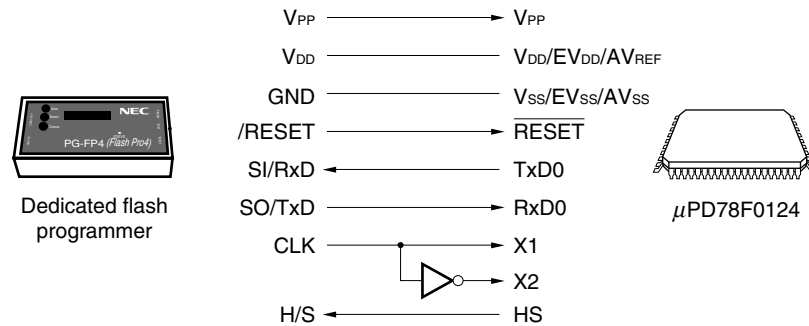 VPP VPP
VDD VDD/EVDD/AVREF
GND VSS/EVSS/AVSS
/RESET RESET
SI/RxD TxD0
SO/TxD RxD0
CLK X1
X2
H/S HS
NEC
PG-FP4 (Flash Pro4)
Dedicated flash
programmer
μPD78F0124